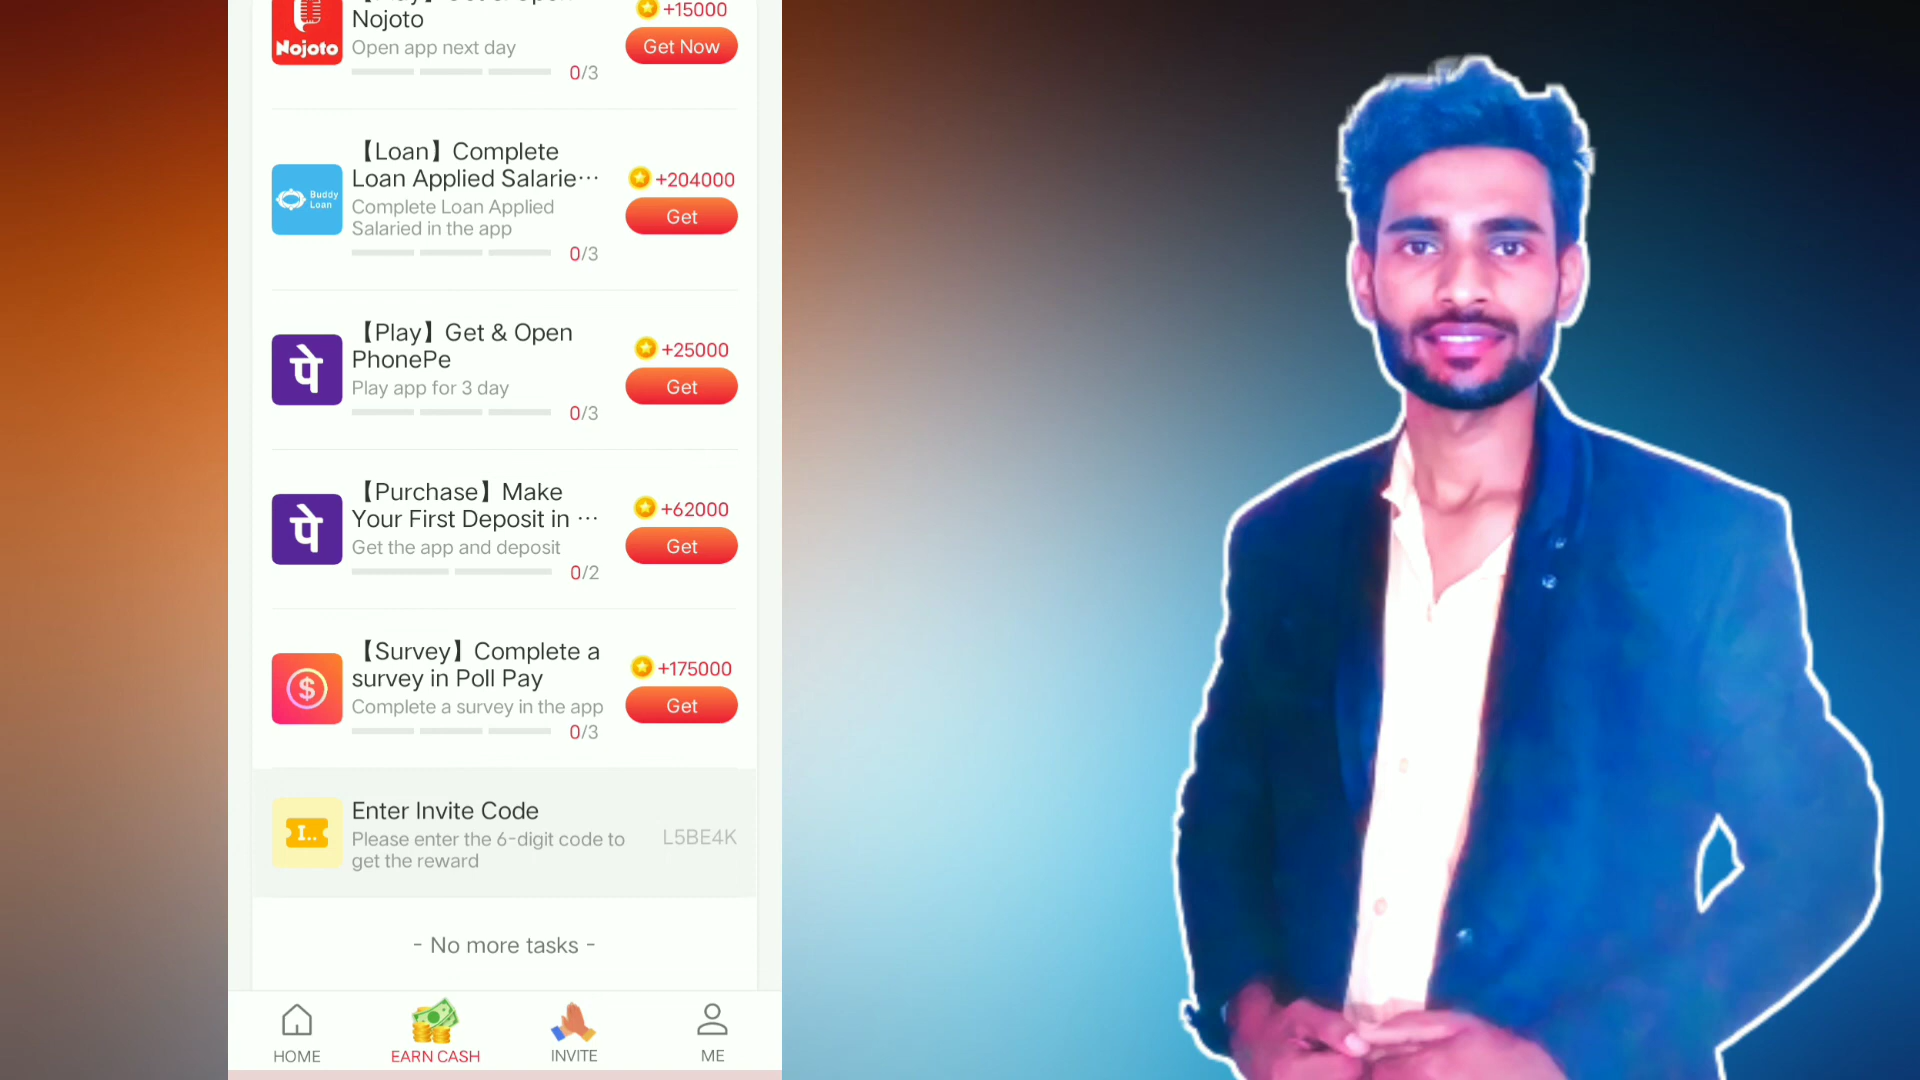 Nojoto
+15000
Nojoto
Open app next day
Get Now
0/3
【Loan】Complete
Loan Applied Salarie···
Complete Loan Applied
Salaried in the app
+204000
Buddy
Loan
Get
0/3
【Play】Get & Open
PhonePe
Play app for 3 day
+25000
पे
Get
0/3
【Purchase】Make
Your First Deposit in ···
Get the app and deposit
+62000
पे
Get
0/2
【Survey】Complete a
survey in Poll Pay
Complete a survey in the app
+175000
$
Get
0/3
Enter Invite Code
Please enter the 6-digit code to
get the reward
I..
L5BE4K
- No more tasks -
HOME
EARN CASH
INVITE
ME